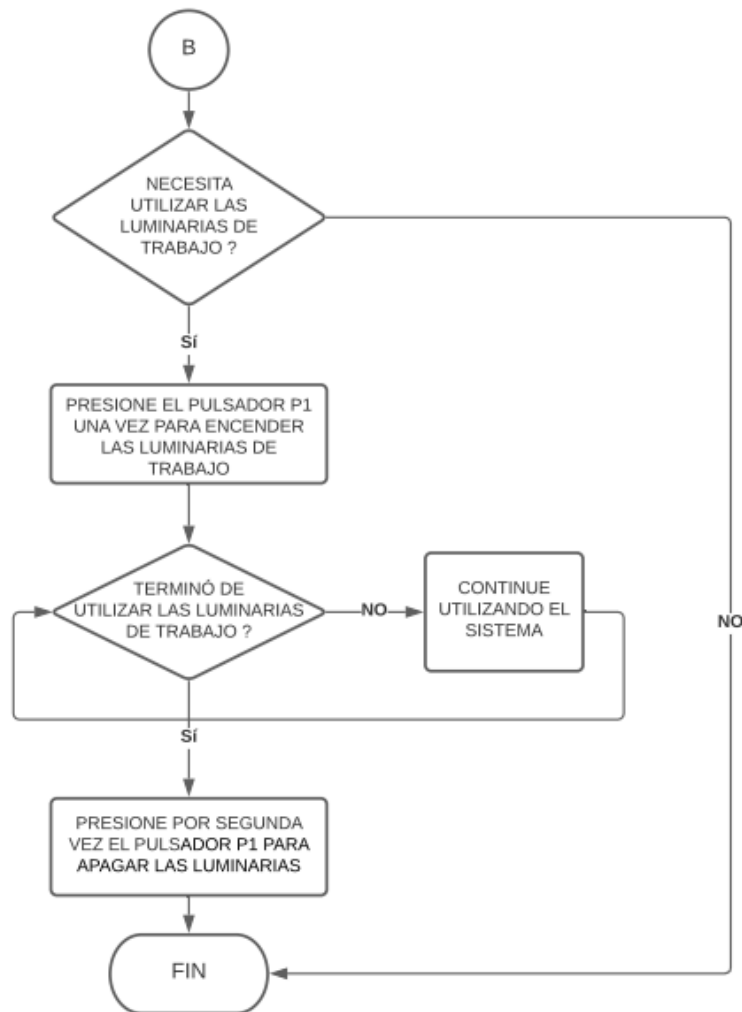 B
NECESITA
UTILIZAR LAS
LUMINARIAS DE
TRABAJO ?
Sí
PRESIONE EL PULSADOR P1
UNA VEZ PARA ENCENDER
LAS LUMINARIAS DE
TRABAJO
TERMINÓ DE
UTILIZAR LAS LUMINARIAS
DE TRABAJO ?
NO
CONTINUE
UTILIZANDO EL
SISTEMA
NO
Sí
PRESIONE POR SEGUNDA
VEZ EL PULSADOR P1 PARA
APAGAR LAS LUMINARIAS
FIN